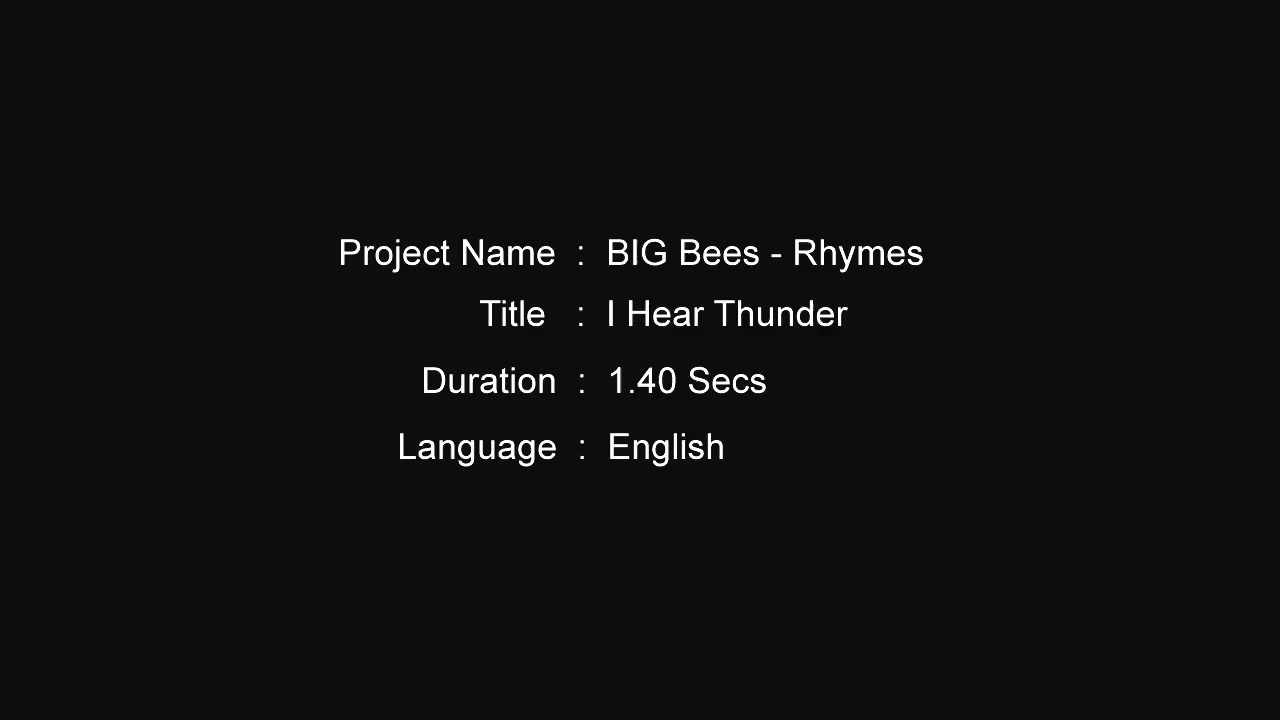 Project Name : BIG Bees - Rhymes
Title : I Hear Thunder
Duration : 1.40 Secs
Language : English